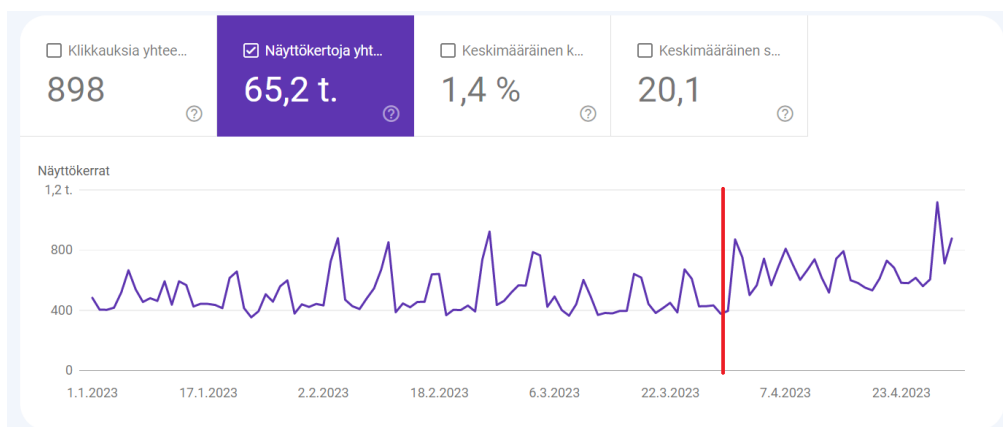 Klikkauksia yhtee... Näyttökertoja yht... Keskimääräinen k... Keskimääräinen s...
898 65,2 t. 1,4 % 20,1
Näyttökerrat
1,2 t.
800
400
0
1.1.2023 17.1.2023 2.2.2023 18.2.2023 6.3.2023 22.3.2023 7.4.2023 23.4.2023